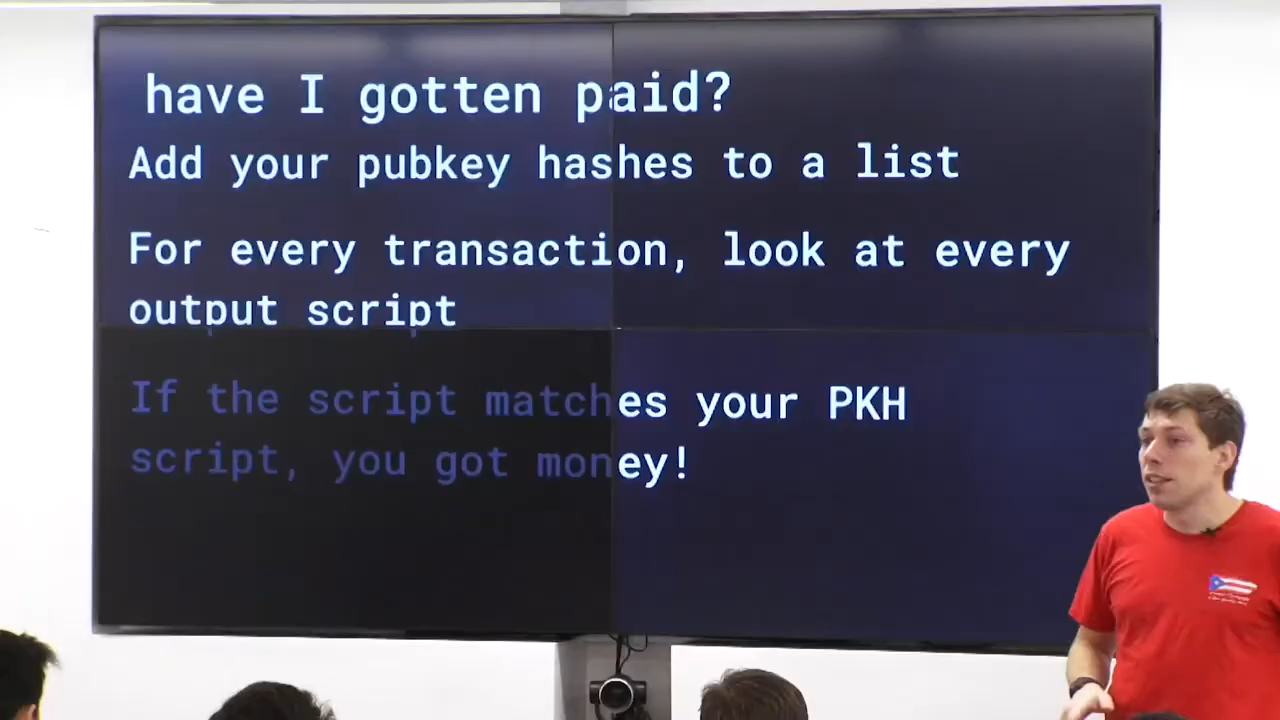 have I gotten paid?
Add your pubkey hashes to a list
For every transaction, look at every
output script
If the script matches your PKH
script, you got money!